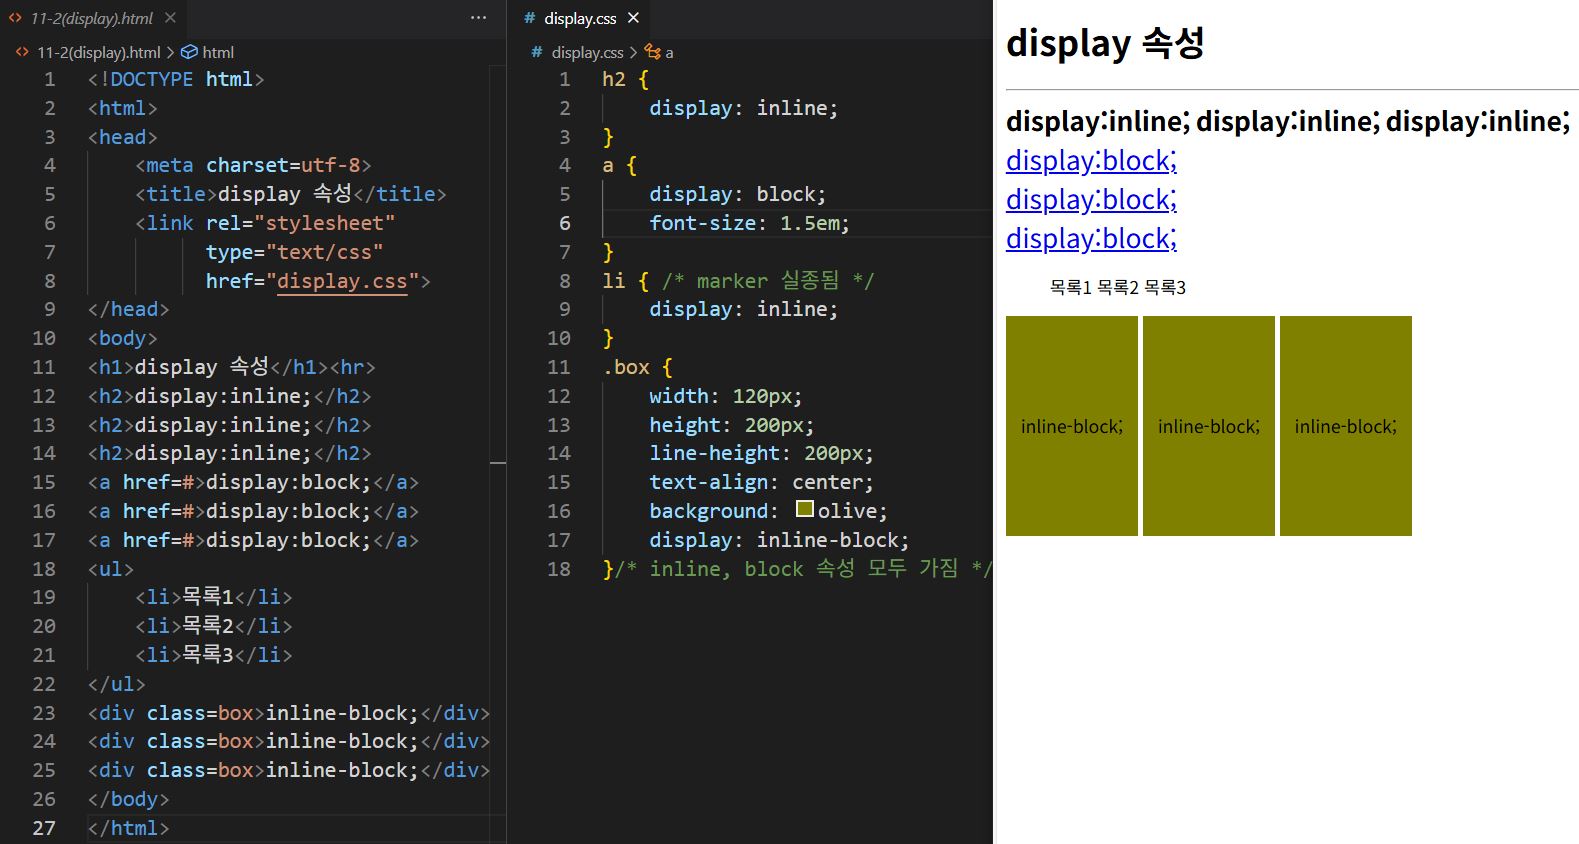 11-2(display).html
11-2(display).html > html
1 <!DOCTYPE html>
2 <html>
3 <head>
4 <meta charset=utf-8>
5 <title>display 속성</title>
6 <link rel="stylesheet"
7 type="text/css"
8 href="display.css">
9 </head>
10 <body>
11 <h1>display 속성</h1><hr>
12 <h2>display:inline;</h2>
13 <h2>display:inline;</h2>
14 <h2>display:inline;</h2>
15 <a href=#>display:block;</a>
16 <a href=#>display:block;</a>
17 <a href=#>display:block;</a>
18 <ul>
19 <li>목록1</li>
20 <li>목록2</li>
21 <li>목록3</li>
22 </ul>
23 <div class=box>inline-block;</div>
24 <div class=box>inline-block;</div>
25 <div class=box>inline-block;</div>
26 </body>
27 </html>
# display.css
# display.css > a
1 h2 {
2 display: inline;
3 }
4 a {
5 display: block;
6 font-size: 1.5em;
7 }
8 li { /* marker 실종됨 */
9 display: inline;
10 }
11 .box {
12 width: 120px;
13 height: 200px;
14 line-height: 200px;
15 text-align: center;
16 background: olive;
17 display: inline-block;
18 }/* inline, block 속성 모두 가짐 */
display 속성
display:inline; display:inline; display:inline;
display:block;
display:block;
display:block;
목록1 목록2 목록3
inline-block; inline-block; inline-block;